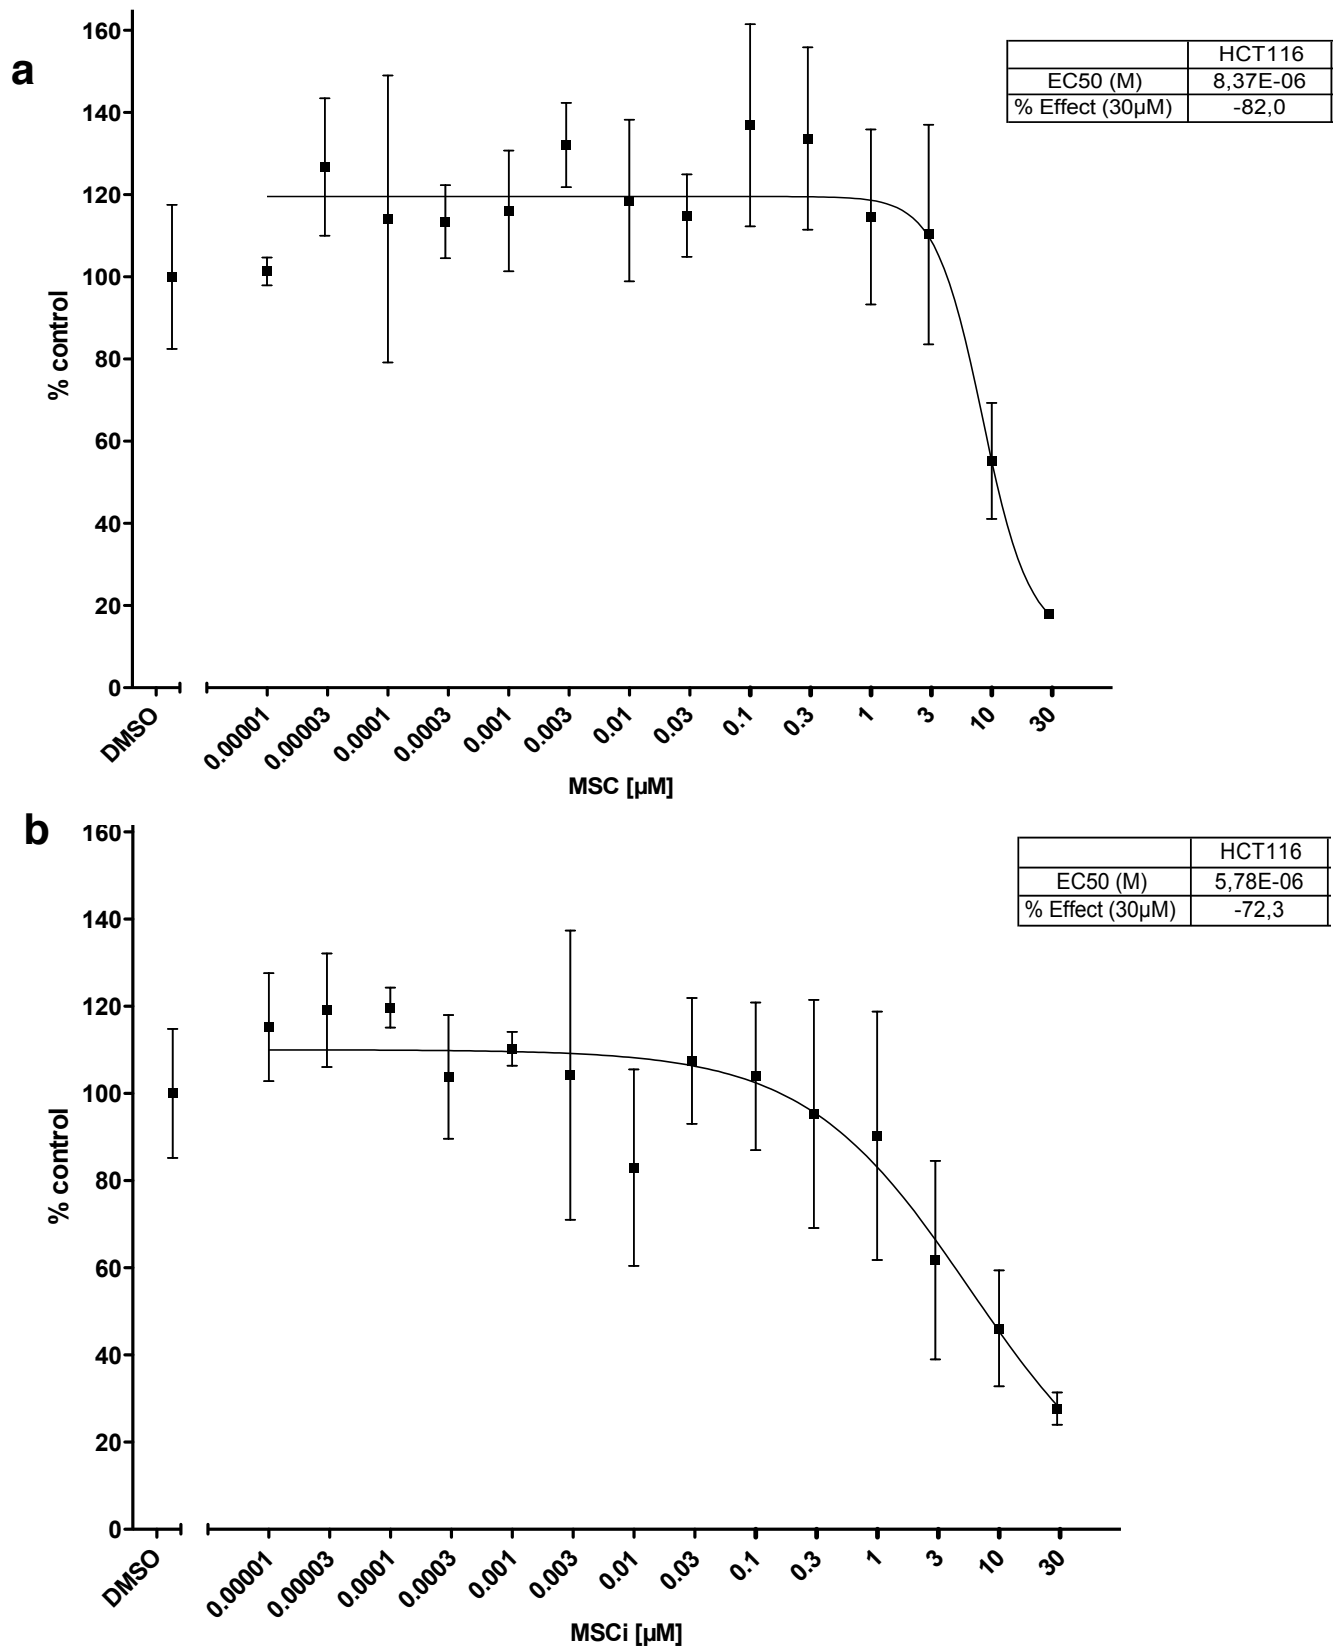 a
160
140
120
100
80
60
40
20
0
% control
HCT116
EC50 (M) 8,37E-06
% Effect (30µM) -82,0
DMSO 0.00001 0.00003 0.0001 0.0003 0.001 0.003 0.01 0.03 0.1 0.3 1 3 10 30
MSC [µM]
b
160
140
120
100
80
60
40
20
0
% control
HCT116
EC50 (M) 5,78E-06
% Effect (30µM) -72,3
DMSO 0.00001 0.00003 0.0001 0.0003 0.001 0.003 0.01 0.03 0.1 0.3 1 3 10 30
MSCi [µM]